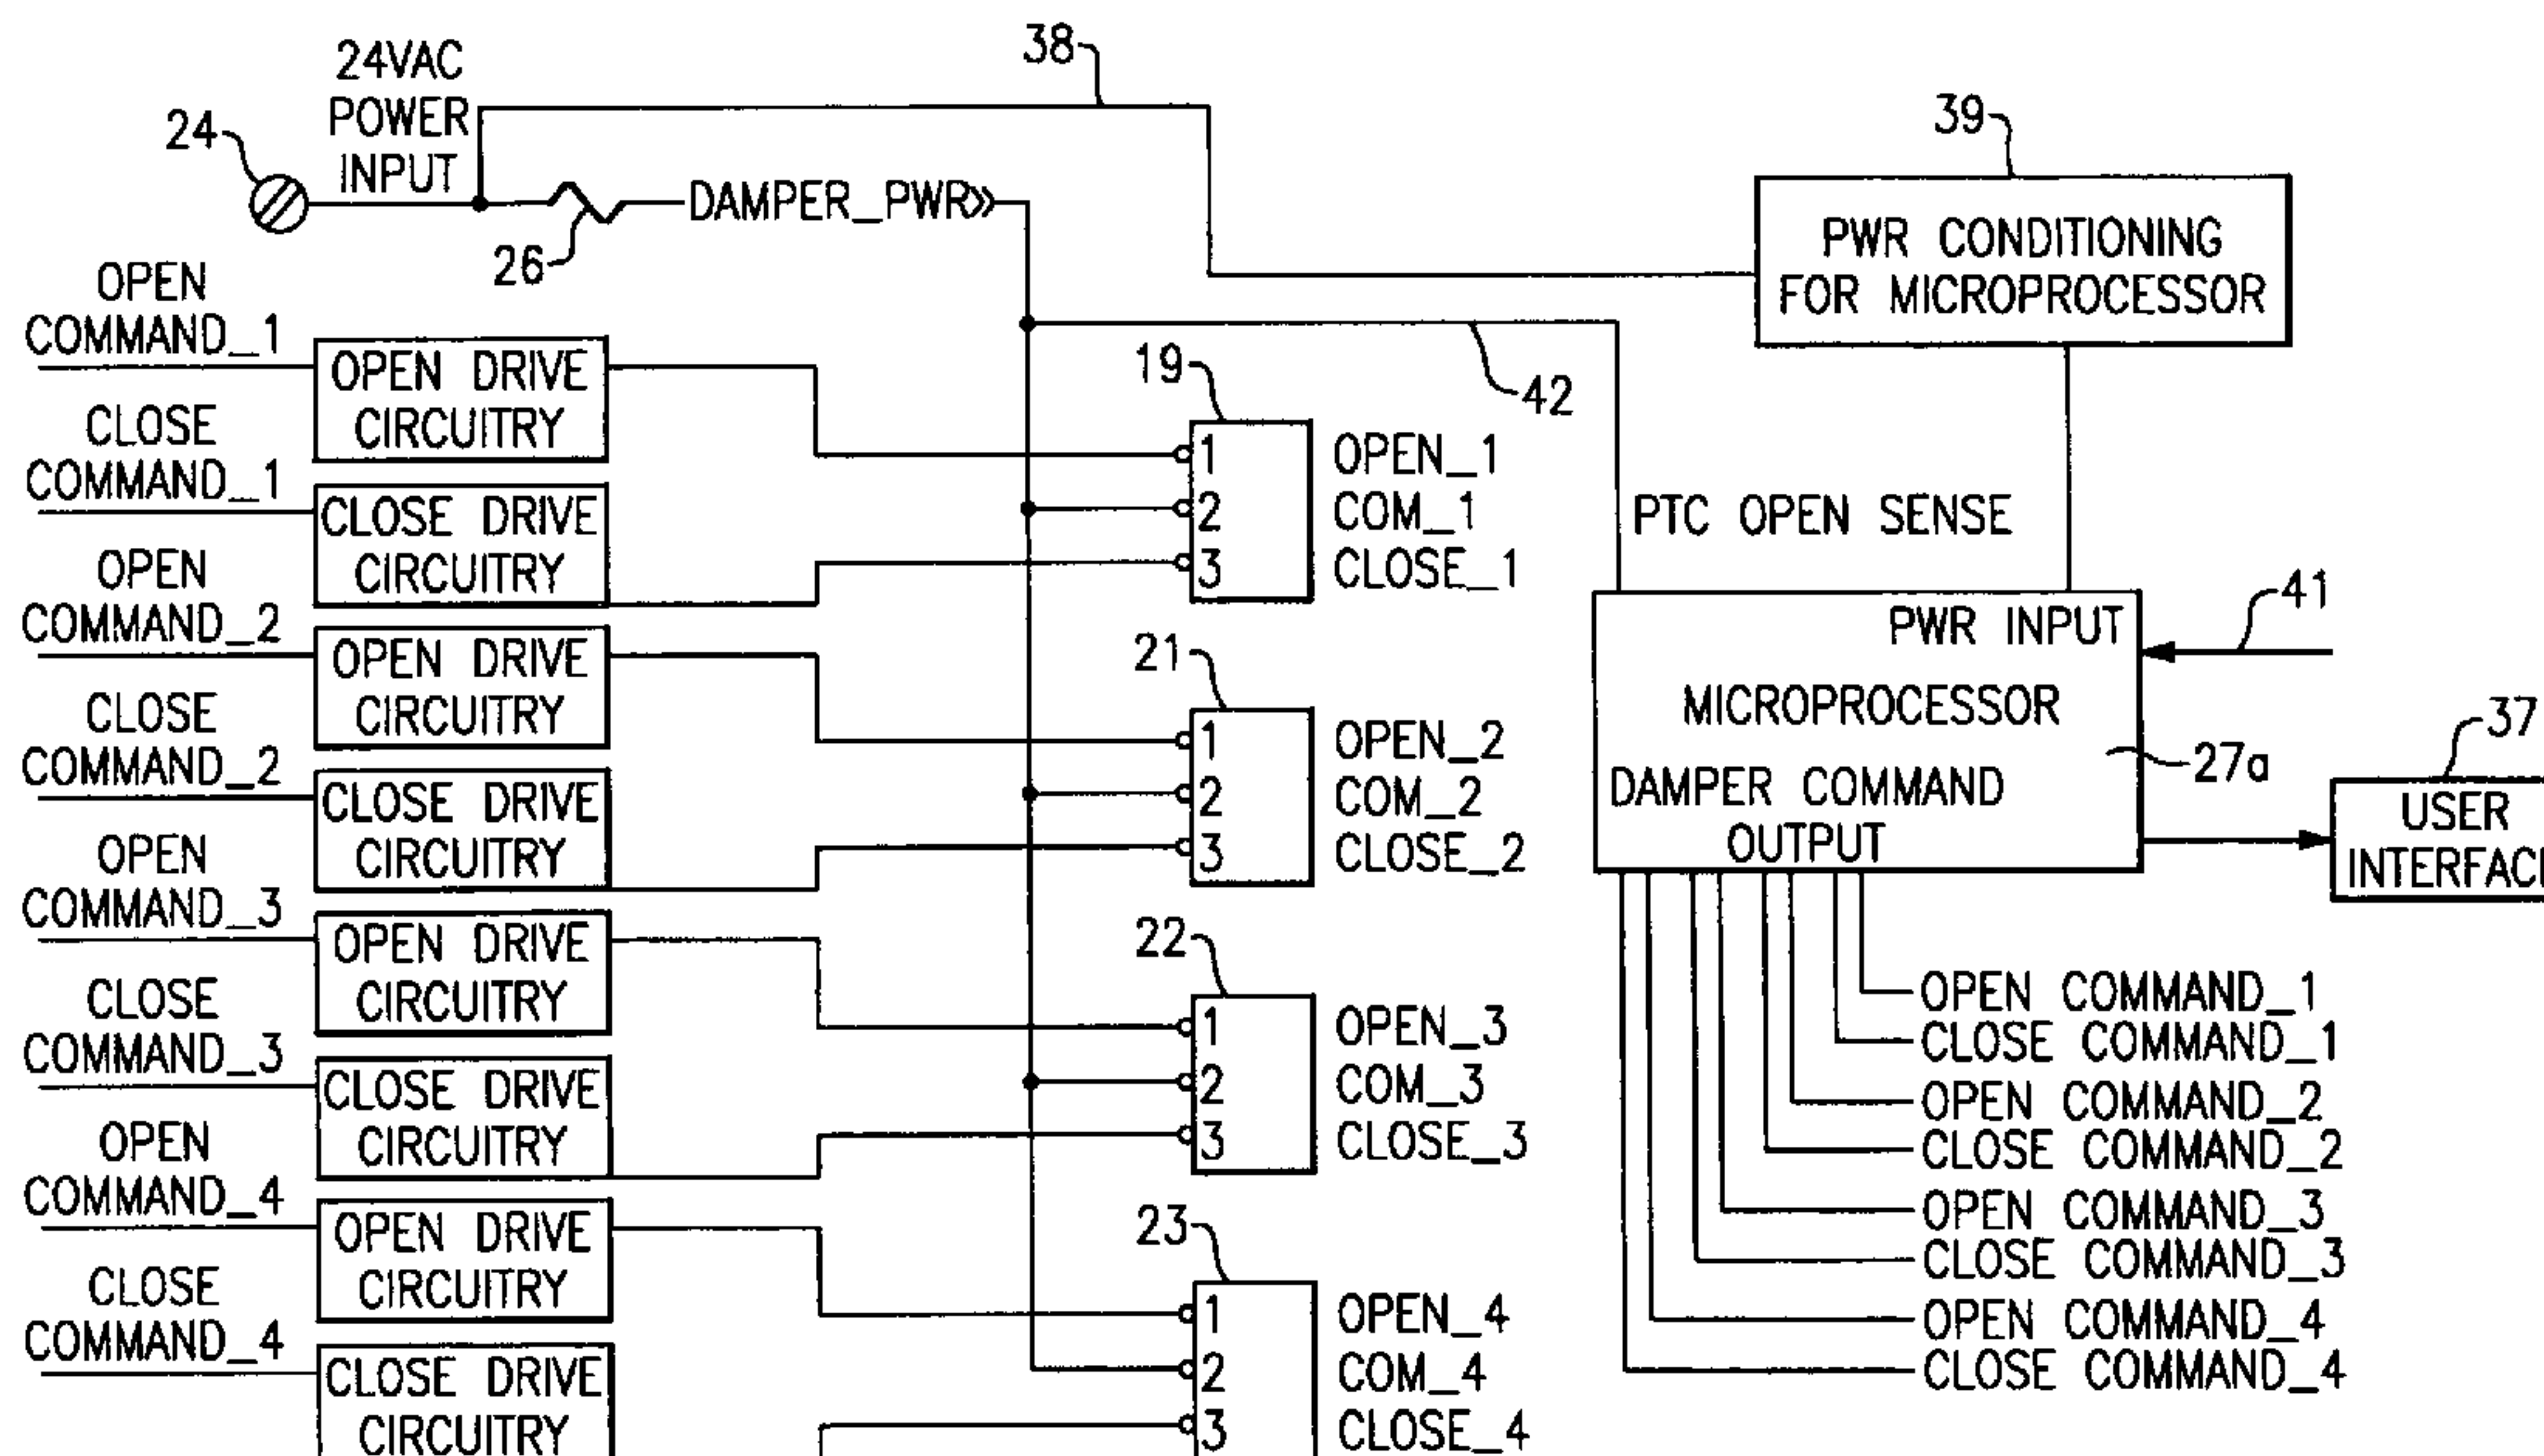 24VAC
POWER
INPUT
24
38
39
26
DAMPER_PWR
PWR CONDITIONING
FOR MICROPROCESSOR
42
OPEN
COMMAND_1
OPEN DRIVE
CIRCUITRY
CLOSE
COMMAND_1
CLOSE DRIVE
CIRCUITRY
OPEN
COMMAND_2
OPEN DRIVE
CIRCUITRY
CLOSE
COMMAND_2
CLOSE DRIVE
CIRCUITRY
OPEN
COMMAND_3
OPEN DRIVE
CIRCUITRY
CLOSE
COMMAND_3
CLOSE DRIVE
CIRCUITRY
OPEN
COMMAND_4
OPEN DRIVE
CIRCUITRY
CLOSE
COMMAND_4
CLOSE DRIVE
CIRCUITRY
19
1 OPEN_1
2 COM_1
3 CLOSE_1
21
1 OPEN_2
2 COM_2
3 CLOSE_2
22
1 OPEN_3
2 COM_3
3 CLOSE_3
23
1 OPEN_4
2 COM_4
3 CLOSE_4
PTC OPEN SENSE
PWR INPUT
41
MICROPROCESSOR
27a
DAMPER COMMAND
OUTPUT
37
USER
INTERFACE
OPEN COMMAND_1
CLOSE COMMAND_1
OPEN COMMAND_2
CLOSE COMMAND_2
OPEN COMMAND_3
CLOSE COMMAND_3
OPEN COMMAND_4
CLOSE COMMAND_4